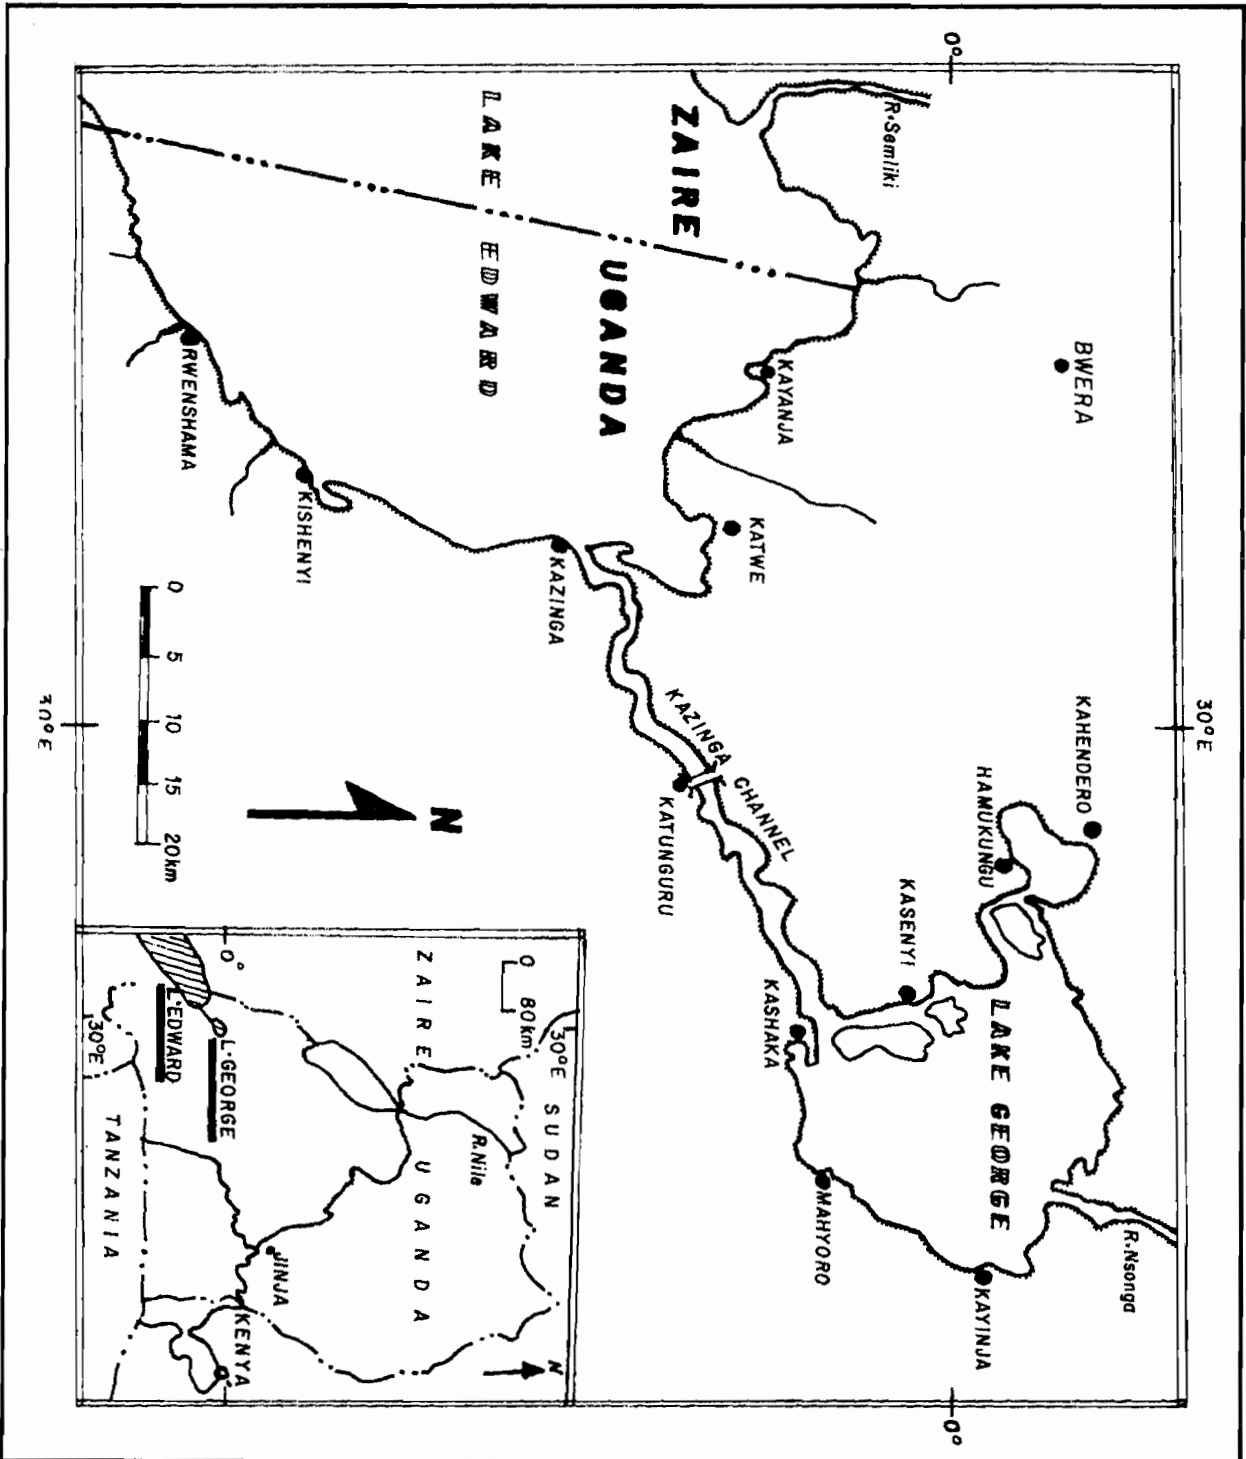 0°
30°E
R.Semliki
ZAIRE
LAKE EDWARD
UGANDA
BWERA
KAYANJA
KATWE
RWENSHAMA
KISHENYI
KAZINGA
KAZINGA CHANNEL
KATUNGURU
KAHENDERO
HAMUKUNGU
KASENYI
LAKE GEORGE
KASHAKA
MAHYORO
KAYINJA
R.Nsonga
0°
30°E
0 5 10 15 20km
N
0 80km
30°E
SUDAN
ZAIRE
R.Nile
UGANDA
0°
L.GEORGE
L.EDWARD
30°E
JINJA
KENYA
TANZANIA
N